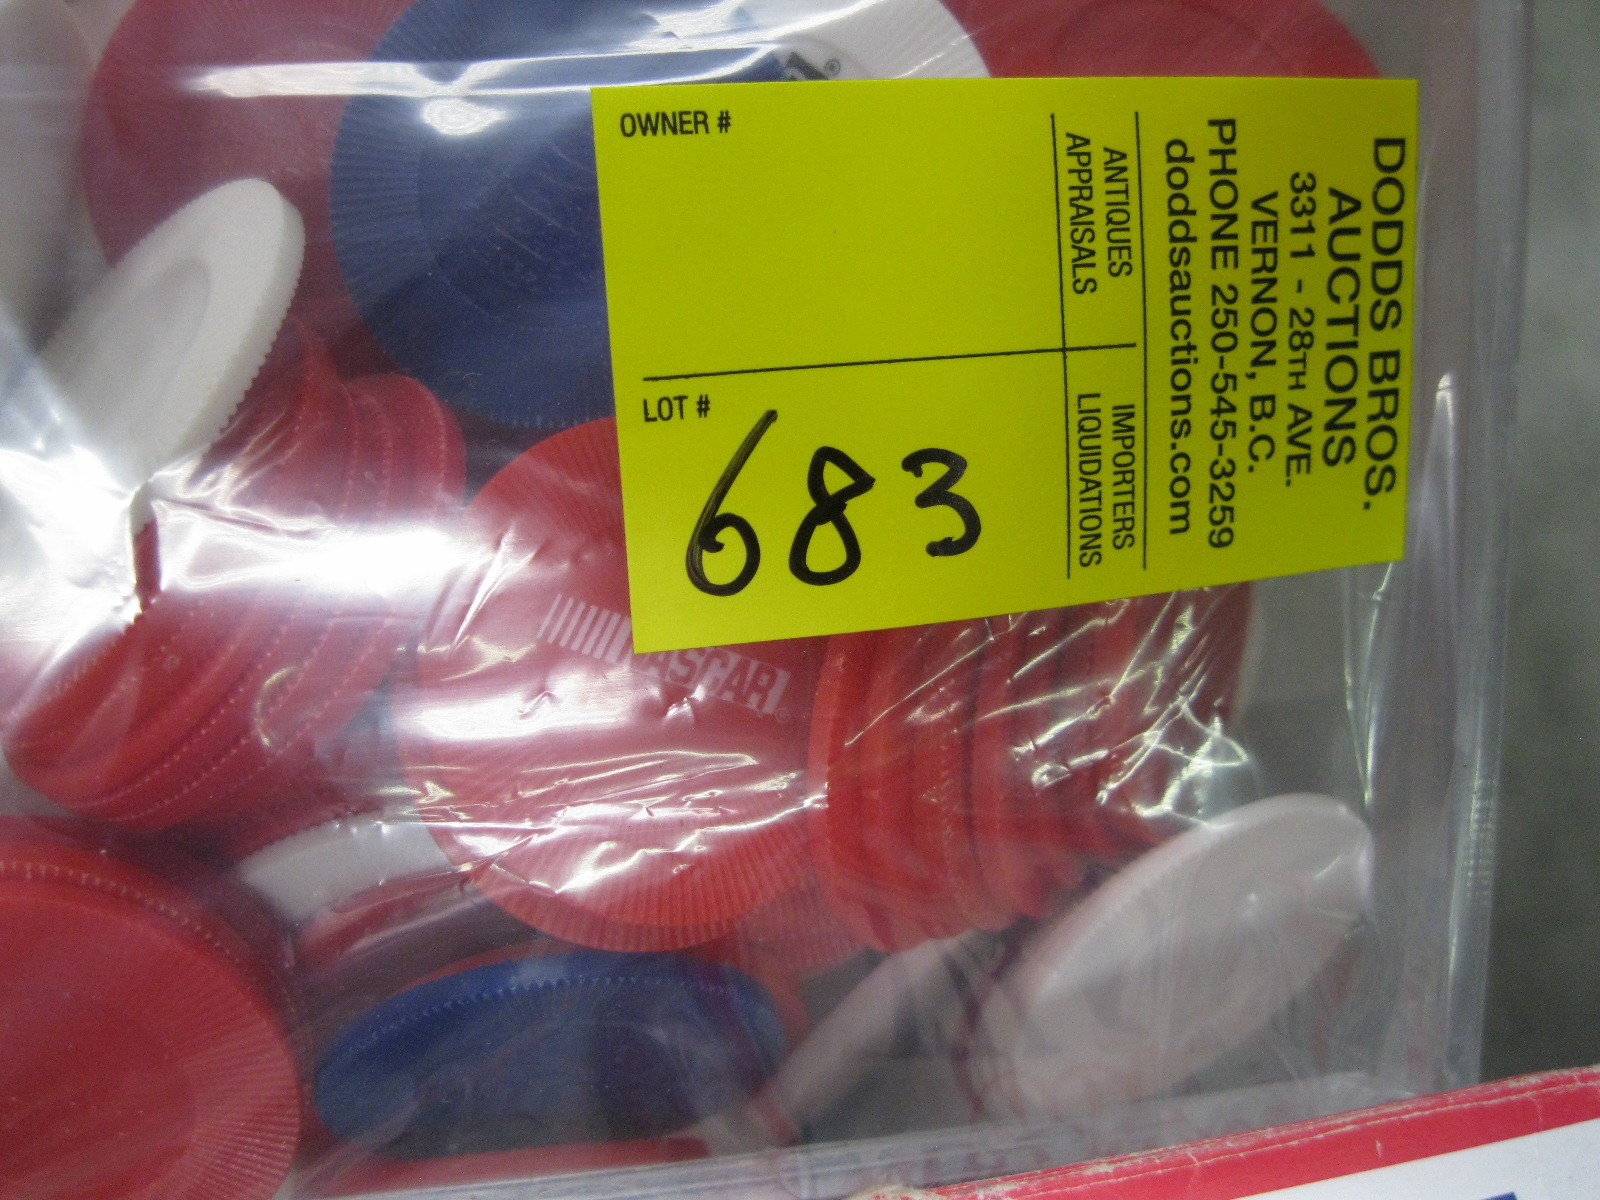 DODDS BROS.
AUCTIONS
3311 - 28TH AVE.
VERNON, B.C.
PHONE 250-545-3259
doddsauctions.com
ANTIQUES
APPRAISALS
IMPORTERS
LIQUIDATIONS
OWNER #
LOT #
683
NASCAR®